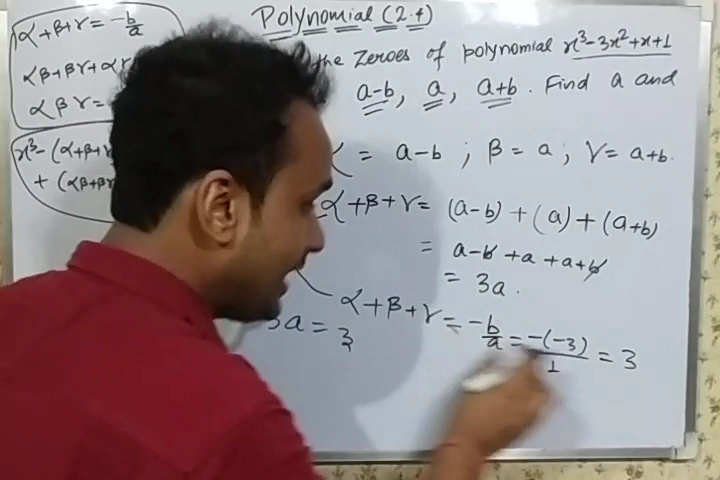 Polynomial (2.4)
α+β+γ = -b/a
αβ+βγ+αγ
αβγ =
x³-(α+β+γ
+(αβ+βγ
the zeroes of polynomial x³-3x²+x+1
a-b, a, a+b. Find a and
= a-b ; β = a ; γ = a+b.
α+β+γ = (a-b)+(a)+(a+b)
= a-b+a+a+b
= 3a.
α+β+γ = -b/a = -(-3)/1 = 3
3a = 3